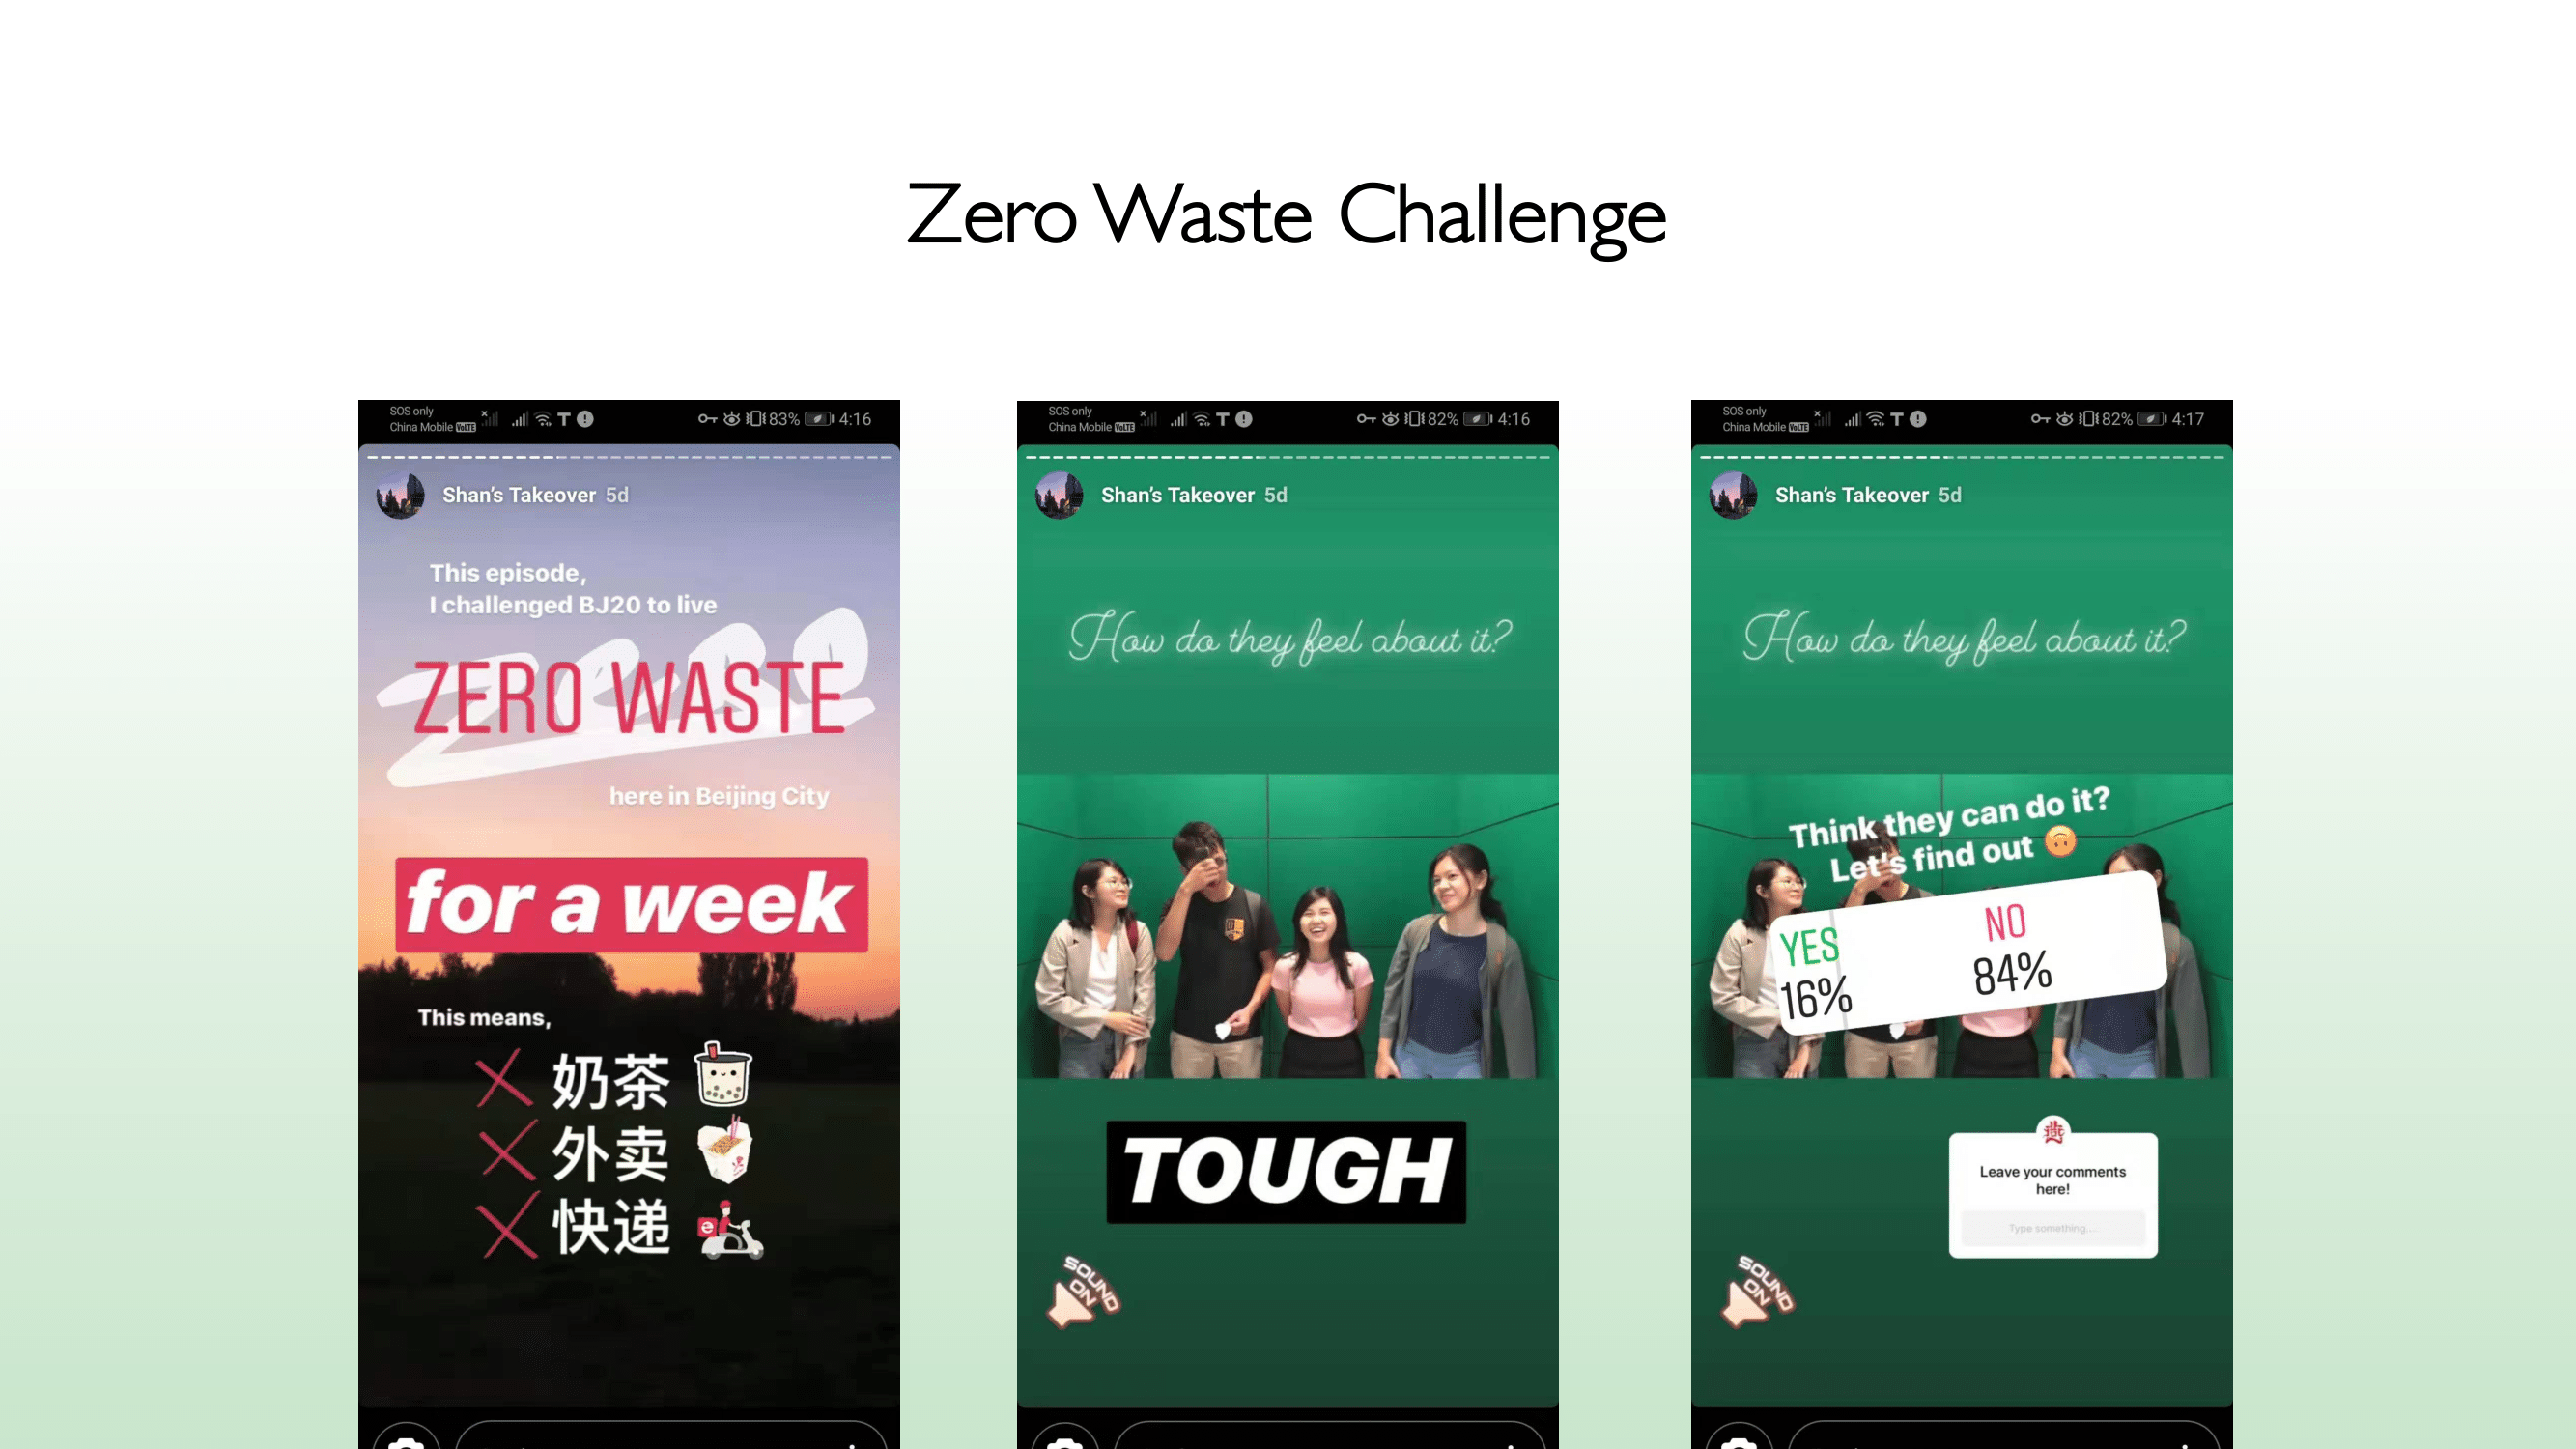 Zero Waste Challenge
SOS only
China Mobile VoLTE
83%
4:16
Shan's Takeover 5d
This episode,
I challenged BJ20 to live
zero
ZERO WASTE
here in Beijing City
for a week
This means,
奶茶
外卖
快递
SOS only
China Mobile VoLTE
82%
4:16
Shan's Takeover 5d
How do they feel about it?
TOUGH
SOUND
ON
SOS only
China Mobile VoLTE
82%
4:17
Shan's Takeover 5d
How do they feel about it?
Think they can do it?
Let's find out
YES
16%
NO
84%
Leave your comments
here!
Type something...
SOUND
ON